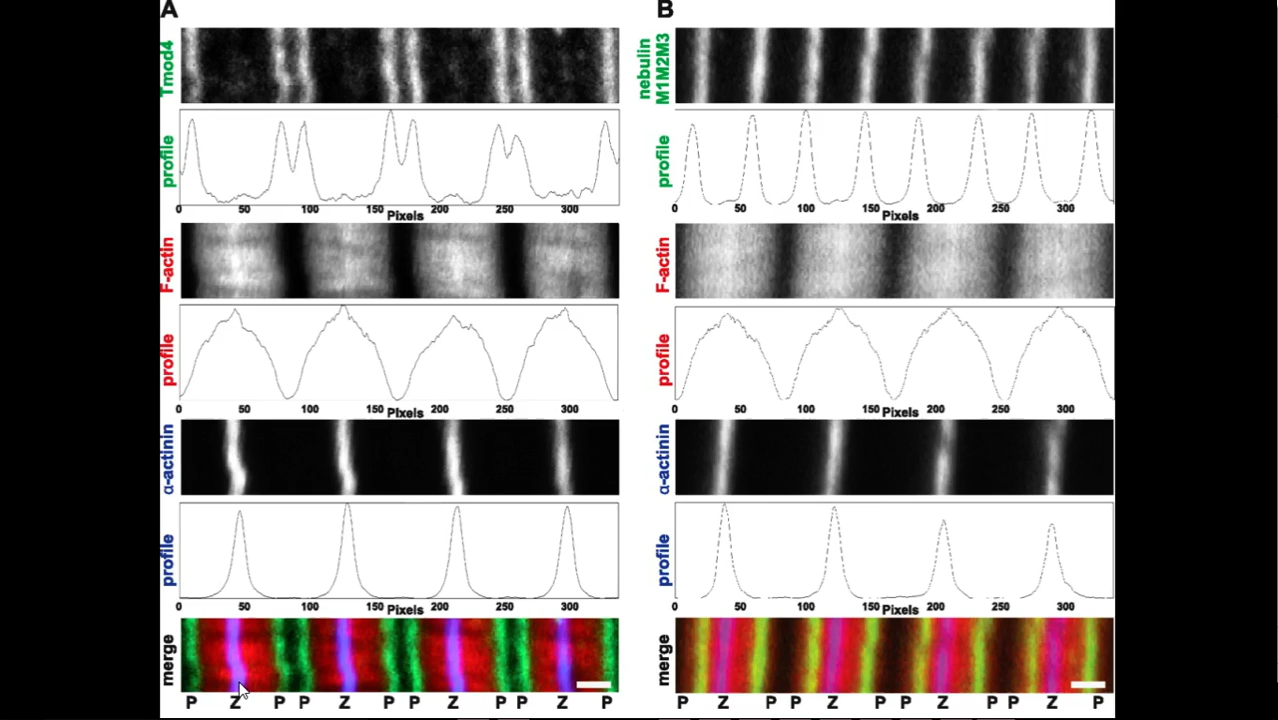 A
Tmod4
profile
0 50 100 150 200 250 300
Pixels
F-actin
profile
0 50 100 150 200 250 300
Pixels
α-actinin
profile
0 50 100 150 200 250 300
Pixels
merge
P Z P P Z P P Z P P Z P
B
nebulin
M1M2M3
profile
0 50 100 150 200 250 300
Pixels
F-actin
profile
0 50 100 150 200 250 300
Pixels
α-actinin
profile
0 50 100 150 200 250 300
Pixels
merge
P Z P P Z P P Z P P Z P